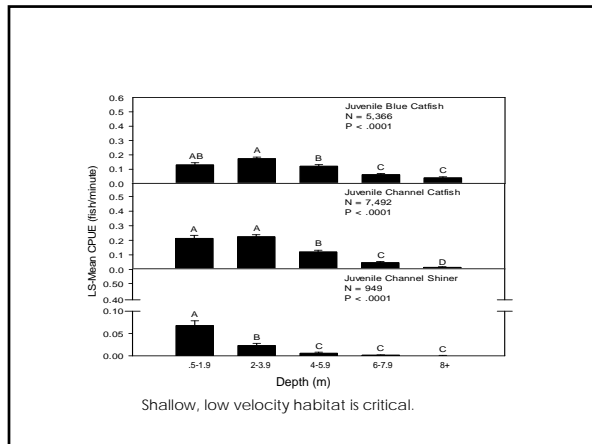 0.6
Juvenile Blue Catfish
0.5
N = 5,366
P < .0001
0.4
0.3
0.2
AB A B C C
0.1
0.0
Juvenile Channel Catfish
0.5
N = 7,492
P < .0001
0.4
0.3
A A B C D
0.2
0.1
0.0
Juvenile Channel Shiner
0.50
N = 949
P < .0001
0.40
0.10
A B C C C
0.05
0.00
LS-Mean CPUE (fish/minute)
.5-1.9 2-3.9 4-5.9 6-7.9 8+
Depth (m)
Shallow, low velocity habitat is critical.